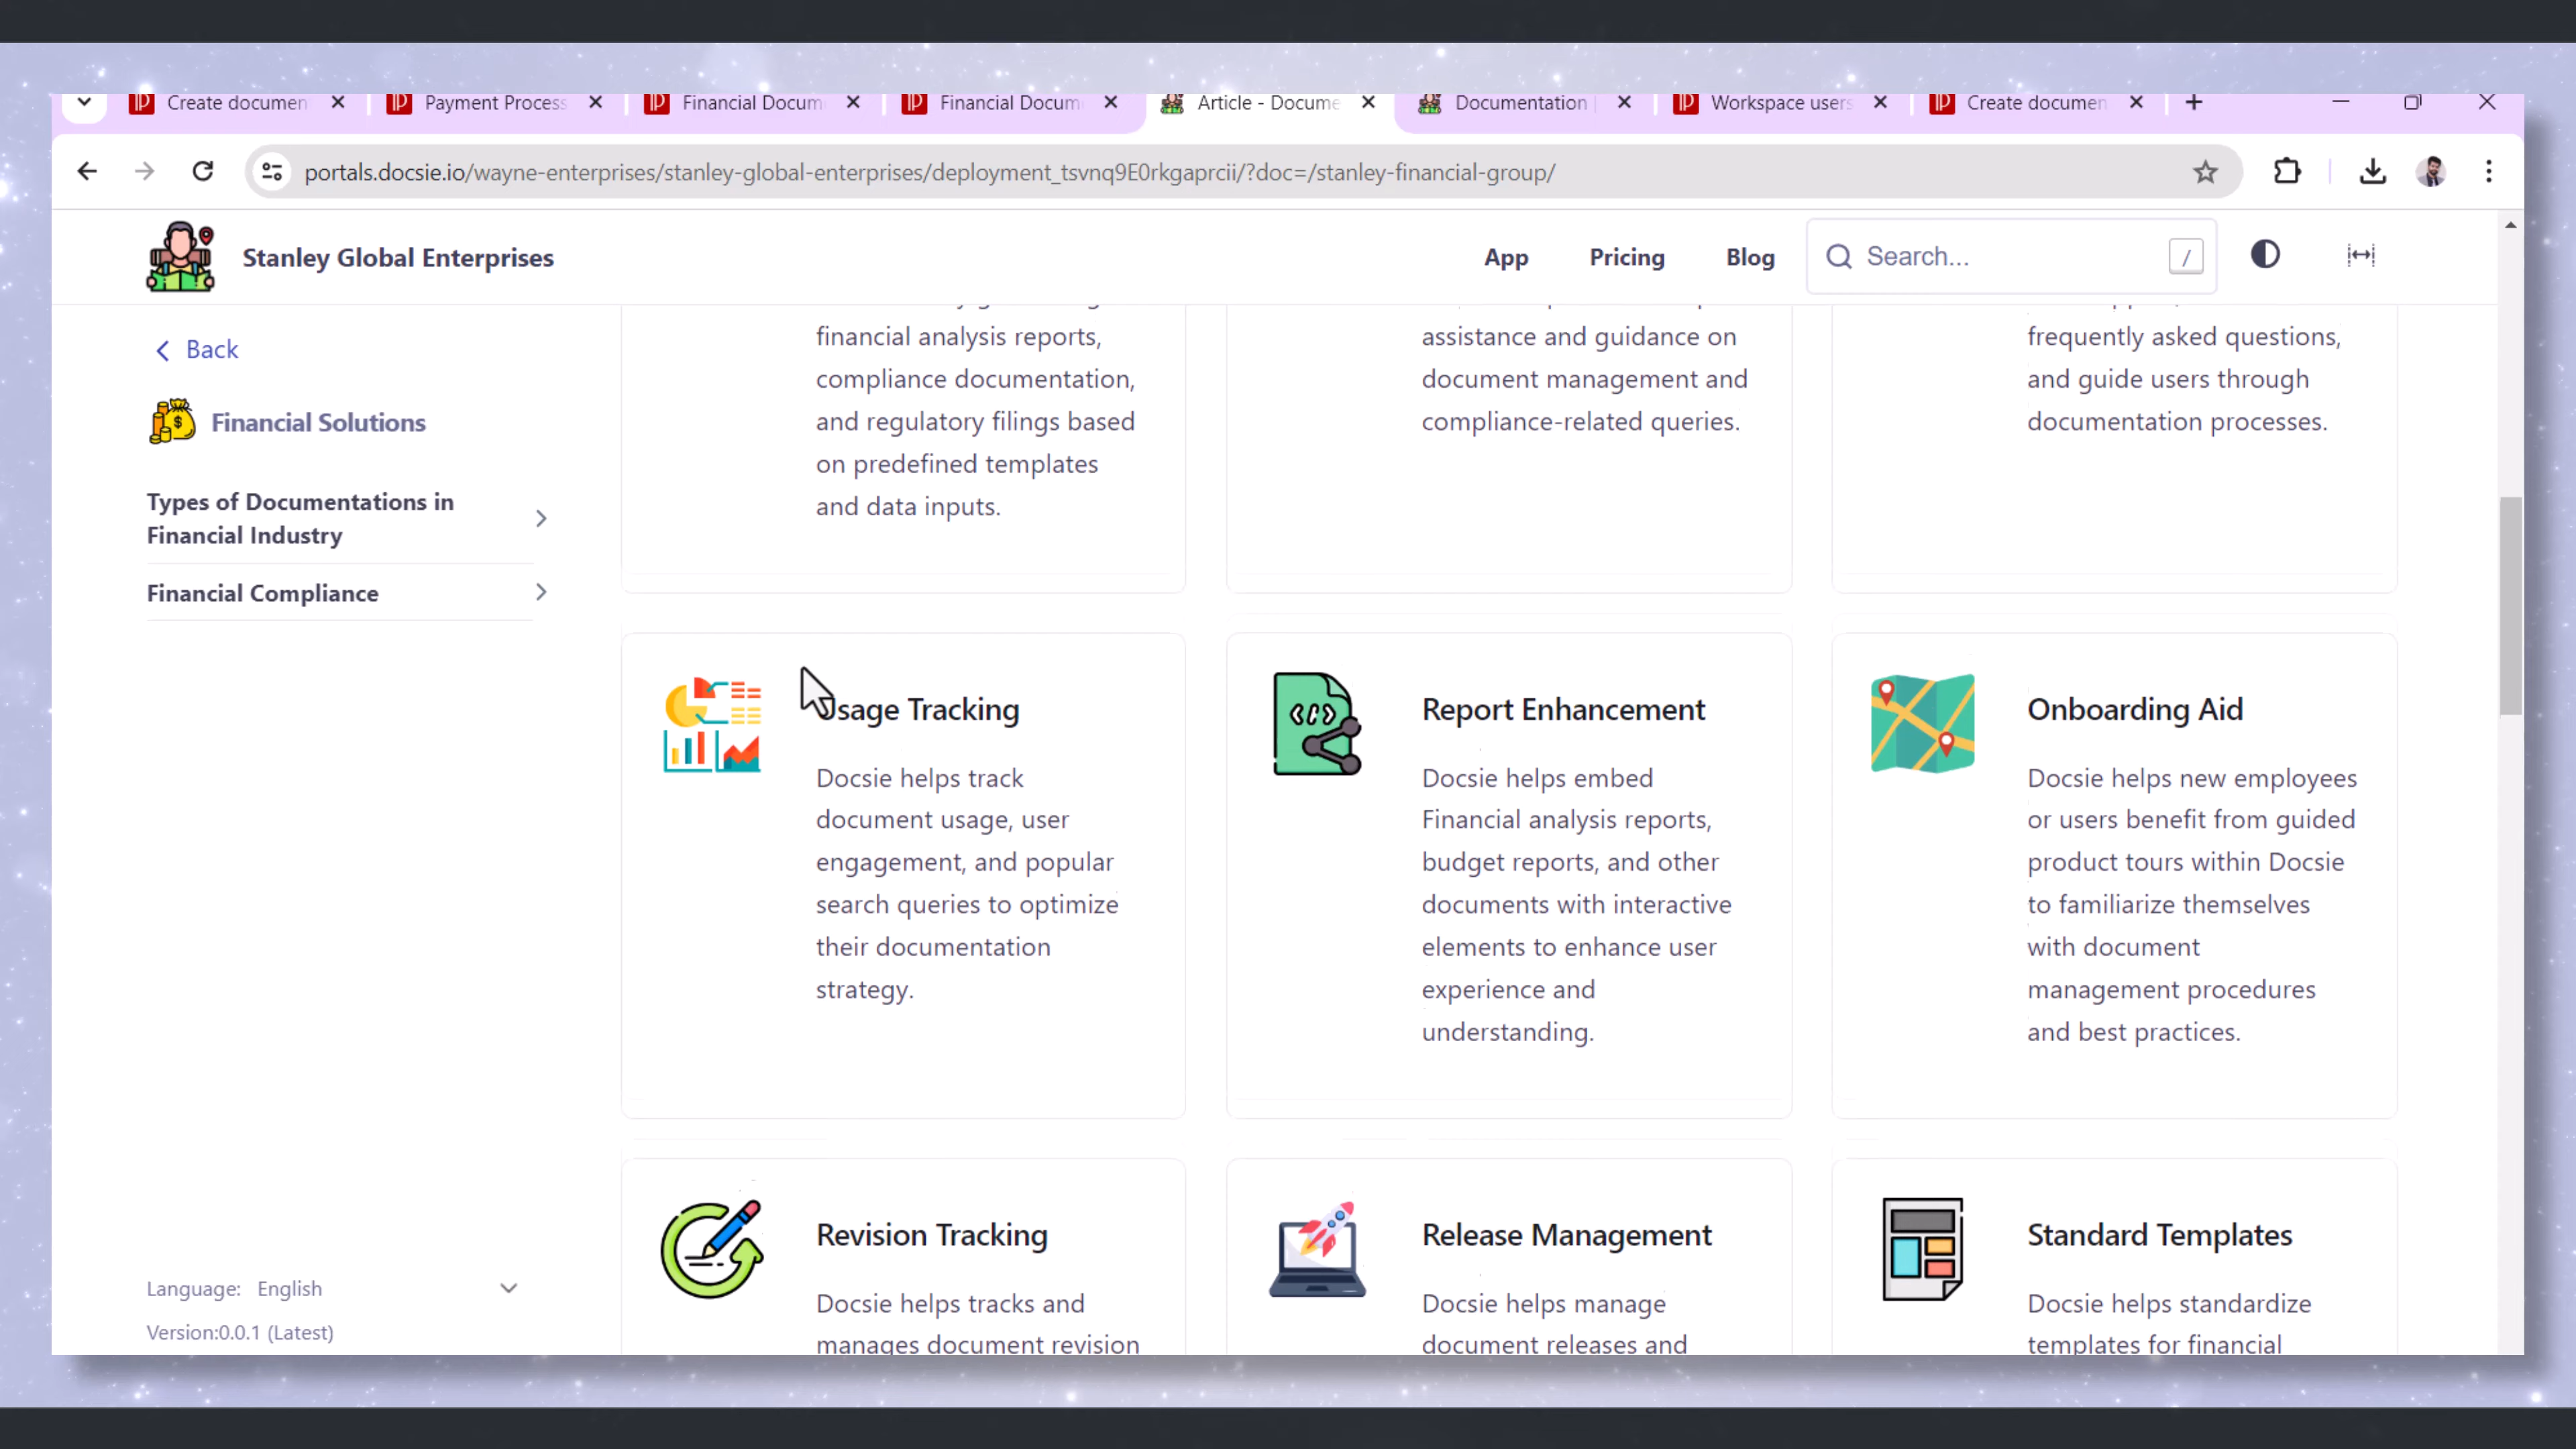 Create documen
Payment Process
Financial Docum
Financial Docum
Article - Docume
Documentation
Workspace users
Create documen
portals.docsie.io/wayne-enterprises/stanley-global-enterprises/deployment_tsvnq9E0rkgaprcii/?doc=/stanley-financial-group/
Stanley Global Enterprises
App
Pricing
Blog
Search...
/
Back
Financial Solutions
Types of Documentations in
Financial Industry
Financial Compliance
Language: English
Version:0.0.1 (Latest)
financial analysis reports,
compliance documentation,
and regulatory filings based
on predefined templates
and data inputs.
assistance and guidance on
document management and
compliance-related queries.
frequently asked questions,
and guide users through
documentation processes.
Usage Tracking
Docsie helps track
document usage, user
engagement, and popular
search queries to optimize
their documentation
strategy.
Report Enhancement
Docsie helps embed
Financial analysis reports,
budget reports, and other
documents with interactive
elements to enhance user
experience and
understanding.
Onboarding Aid
Docsie helps new employees
or users benefit from guided
product tours within Docsie
to familiarize themselves
with document
management procedures
and best practices.
Revision Tracking
Docsie helps tracks and
manages document revision
Release Management
Docsie helps manage
document releases and
Standard Templates
Docsie helps standardize
templates for financial